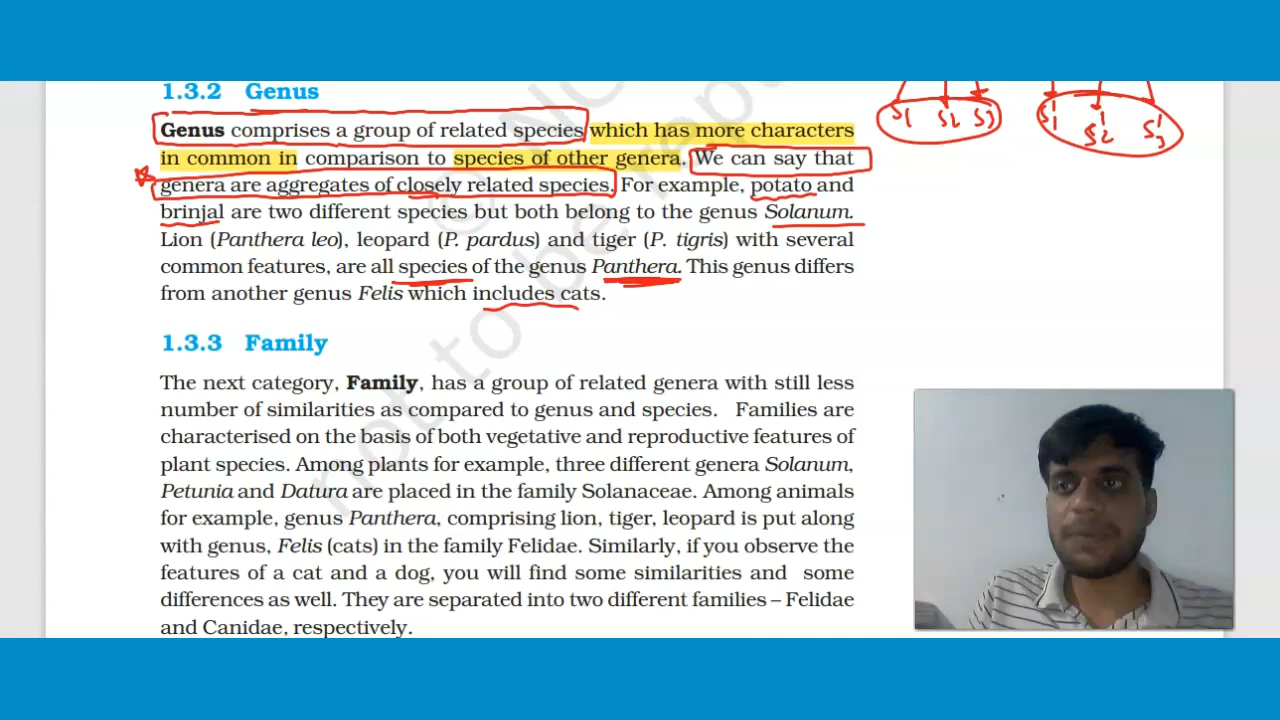 1.3.2 Genus
Genus comprises a group of related species which has more characters
in common in comparison to species of other genera. We can say that
genera are aggregates of closely related species. For example, potato and
brinjal are two different species but both belong to the genus Solanum.
Lion (Panthera leo), leopard (P. pardus) and tiger (P. tigris) with several
common features, are all species of the genus Panthera. This genus differs
from another genus Felis which includes cats.
S1 S2 S3
S1' S2' S3'
1.3.3 Family
The next category, Family, has a group of related genera with still less
number of similarities as compared to genus and species. Families are
characterised on the basis of both vegetative and reproductive features of
plant species. Among plants for example, three different genera Solanum,
Petunia and Datura are placed in the family Solanaceae. Among animals
for example, genus Panthera, comprising lion, tiger, leopard is put along
with genus, Felis (cats) in the family Felidae. Similarly, if you observe the
features of a cat and a dog, you will find some similarities and some
differences as well. They are separated into two different families – Felidae
and Canidae, respectively.
not to be